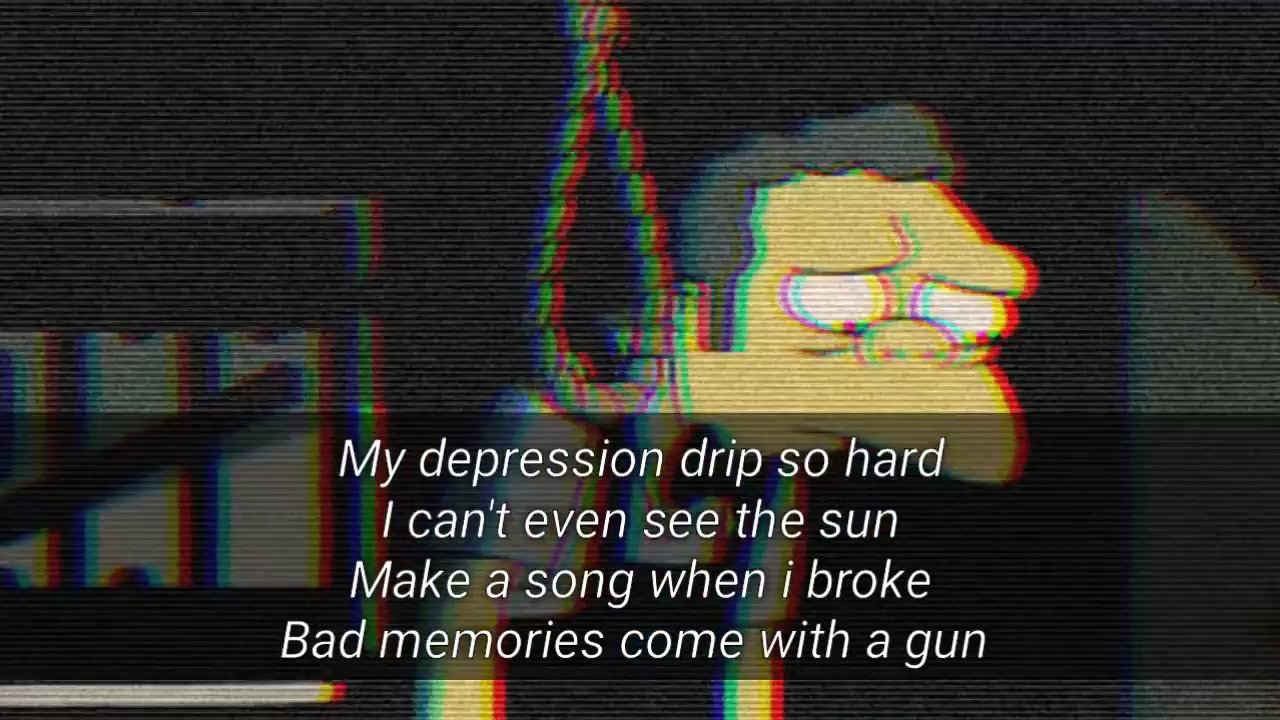 My depression drip so hard
I can't even see the sun
Make a song when i broke
Bad memories come with a gun